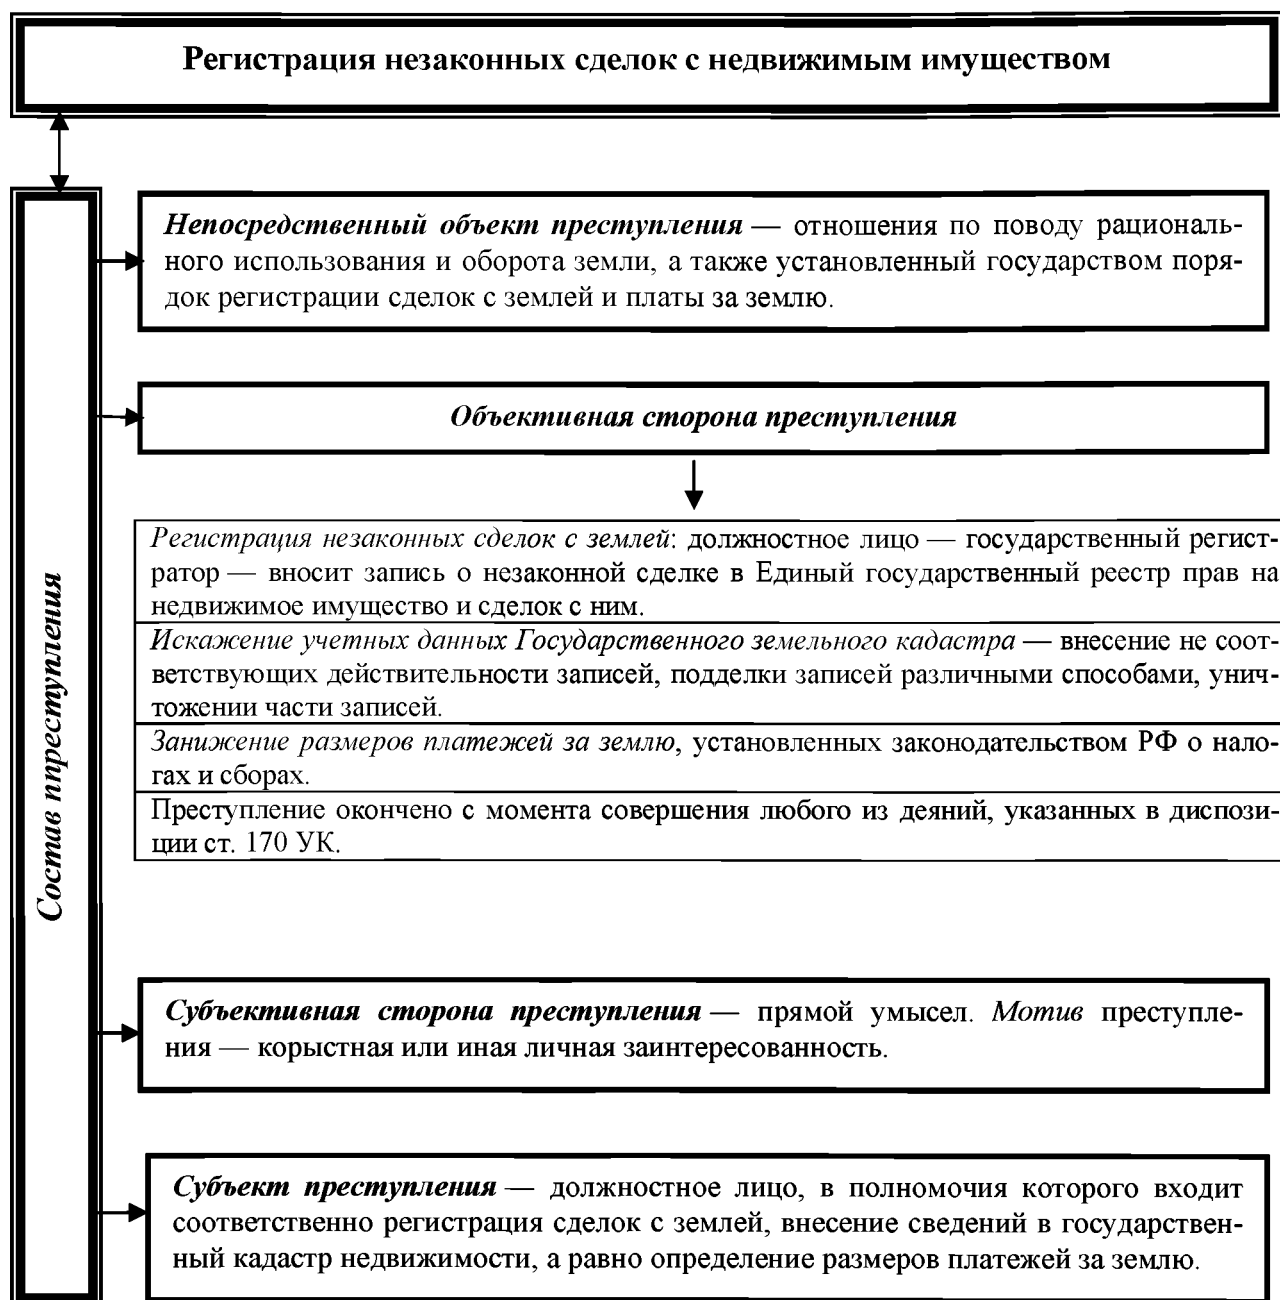 Регистрация незаконных сделок с недвижимым имуществом
Состав ппреступления
Непосредственный объект преступления — отношения по поводу рациональ-
ного использования и оборота земли, а также установленный государством поря-
док регистрации сделок с землей и платы за землю.
Объективная сторона преступления
Регистрация незаконных сделок с землей: должностное лицо — государственный регист-
ратор — вносит запись о незаконной сделке в Единый государственный реестр прав на
недвижимое имущество и сделок с ним.
Искажение учетных данных Государственного земельного кадастра — внесение не соот-
ветствующих действительности записей, подделки записей различными способами, унич-
тожении части записей.
Занижение размеров платежей за землю, установленных законодательством РФ о нало-
гах и сборах.
Преступление окончено с момента совершения любого из деяний, указанных в диспози-
ции ст. 170 УК.
Субъективная сторона преступления — прямой умысел. Мотив преступле-
ния — корыстная или иная личная заинтересованность.
Субъект преступления — должностное лицо, в полномочия которого входит
соответственно регистрация сделок с землей, внесение сведений в государствен-
ный кадастр недвижимости, а равно определение размеров платежей за землю.